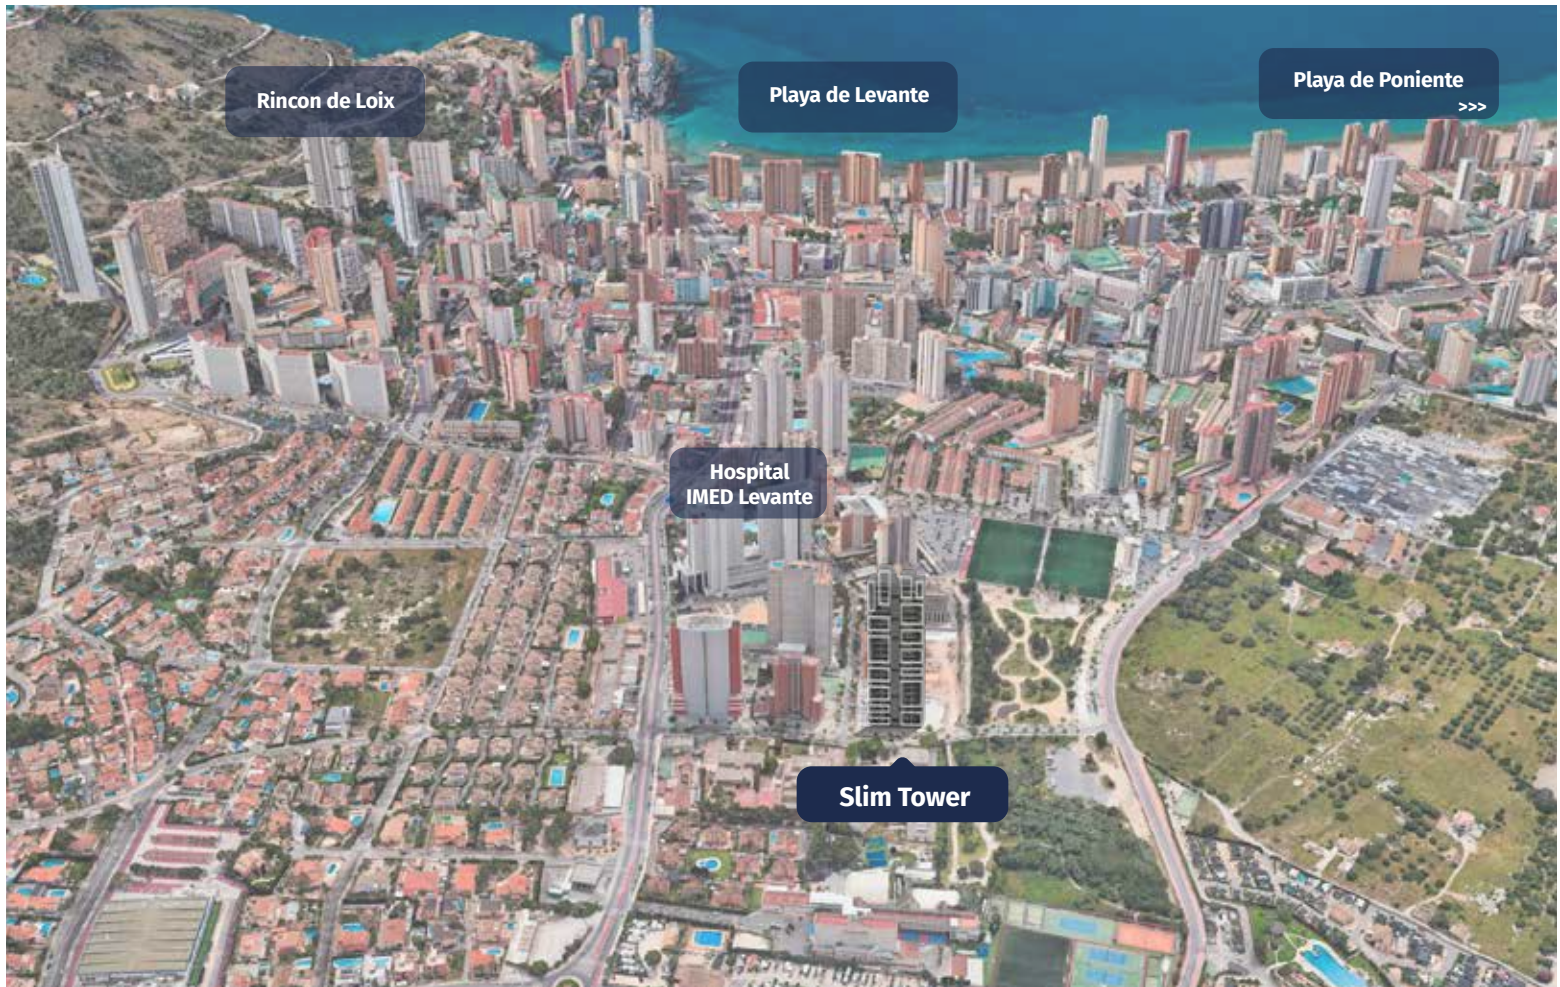 Rincon de Loix
Playa de Levante
Playa de Poniente
>>>
Hospital
IMED Levante
Slim Tower